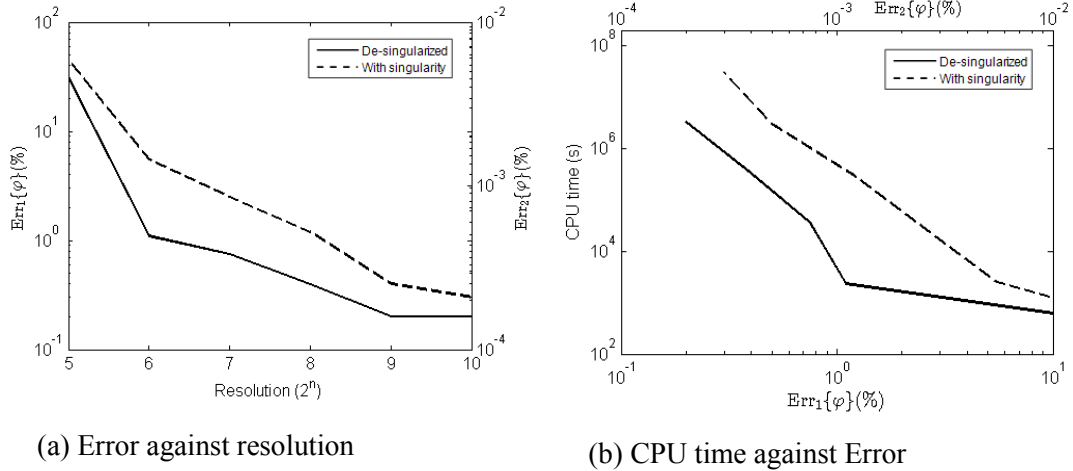 10^2
10^1
10^0
10^-1
Err₁{φ}(%)
10^-2
10^-3
10^-4
Err₂{φ}(%)
De-singularized
With singularity
5
6
7
8
9
10
Resolution (2^n)
(a) Error against resolution
10^-4
10^-3
10^-2
Err₂{φ}(%)
10^8
10^6
10^4
10^2
CPU time (s)
De-singularized
With singularity
10^-1
10^0
10^1
Err₁{φ}(%)
(b) CPU time against Error